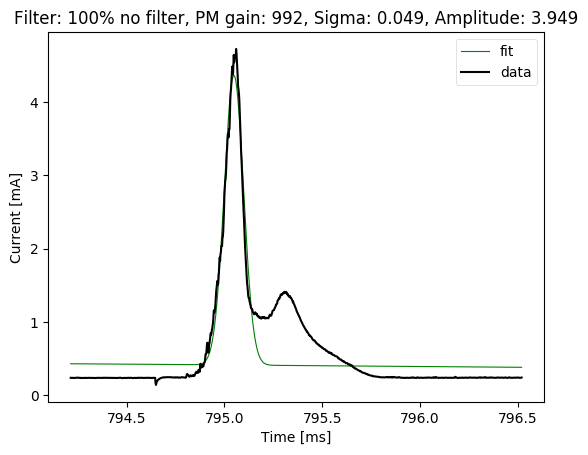 Filter: 100% no filter, PM gain: 992, Sigma: 0.049, Amplitude: 3.949
fit
data
4
3
2
1
0
Current [mA]
794.5
795.0
795.5
796.0
796.5
Time [ms]